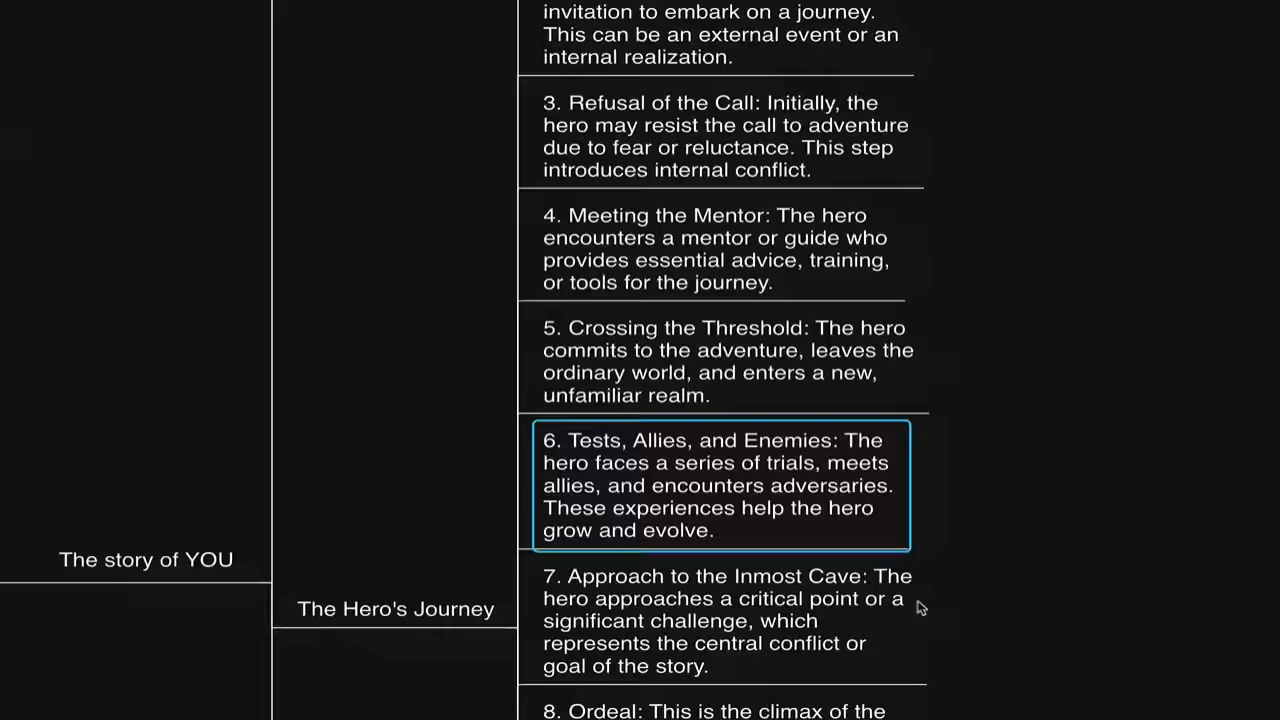 invitation to embark on a journey.
This can be an external event or an
internal realization.
3. Refusal of the Call: Initially, the
hero may resist the call to adventure
due to fear or reluctance. This step
introduces internal conflict.
4. Meeting the Mentor: The hero
encounters a mentor or guide who
provides essential advice, training,
or tools for the journey.
5. Crossing the Threshold: The hero
commits to the adventure, leaves the
ordinary world, and enters a new,
unfamiliar realm.
6. Tests, Allies, and Enemies: The
hero faces a series of trials, meets
allies, and encounters adversaries.
These experiences help the hero
grow and evolve.
The story of YOU
The Hero's Journey
7. Approach to the Inmost Cave: The
hero approaches a critical point or a
significant challenge, which
represents the central conflict or
goal of the story.
8. Ordeal: This is the climax of the